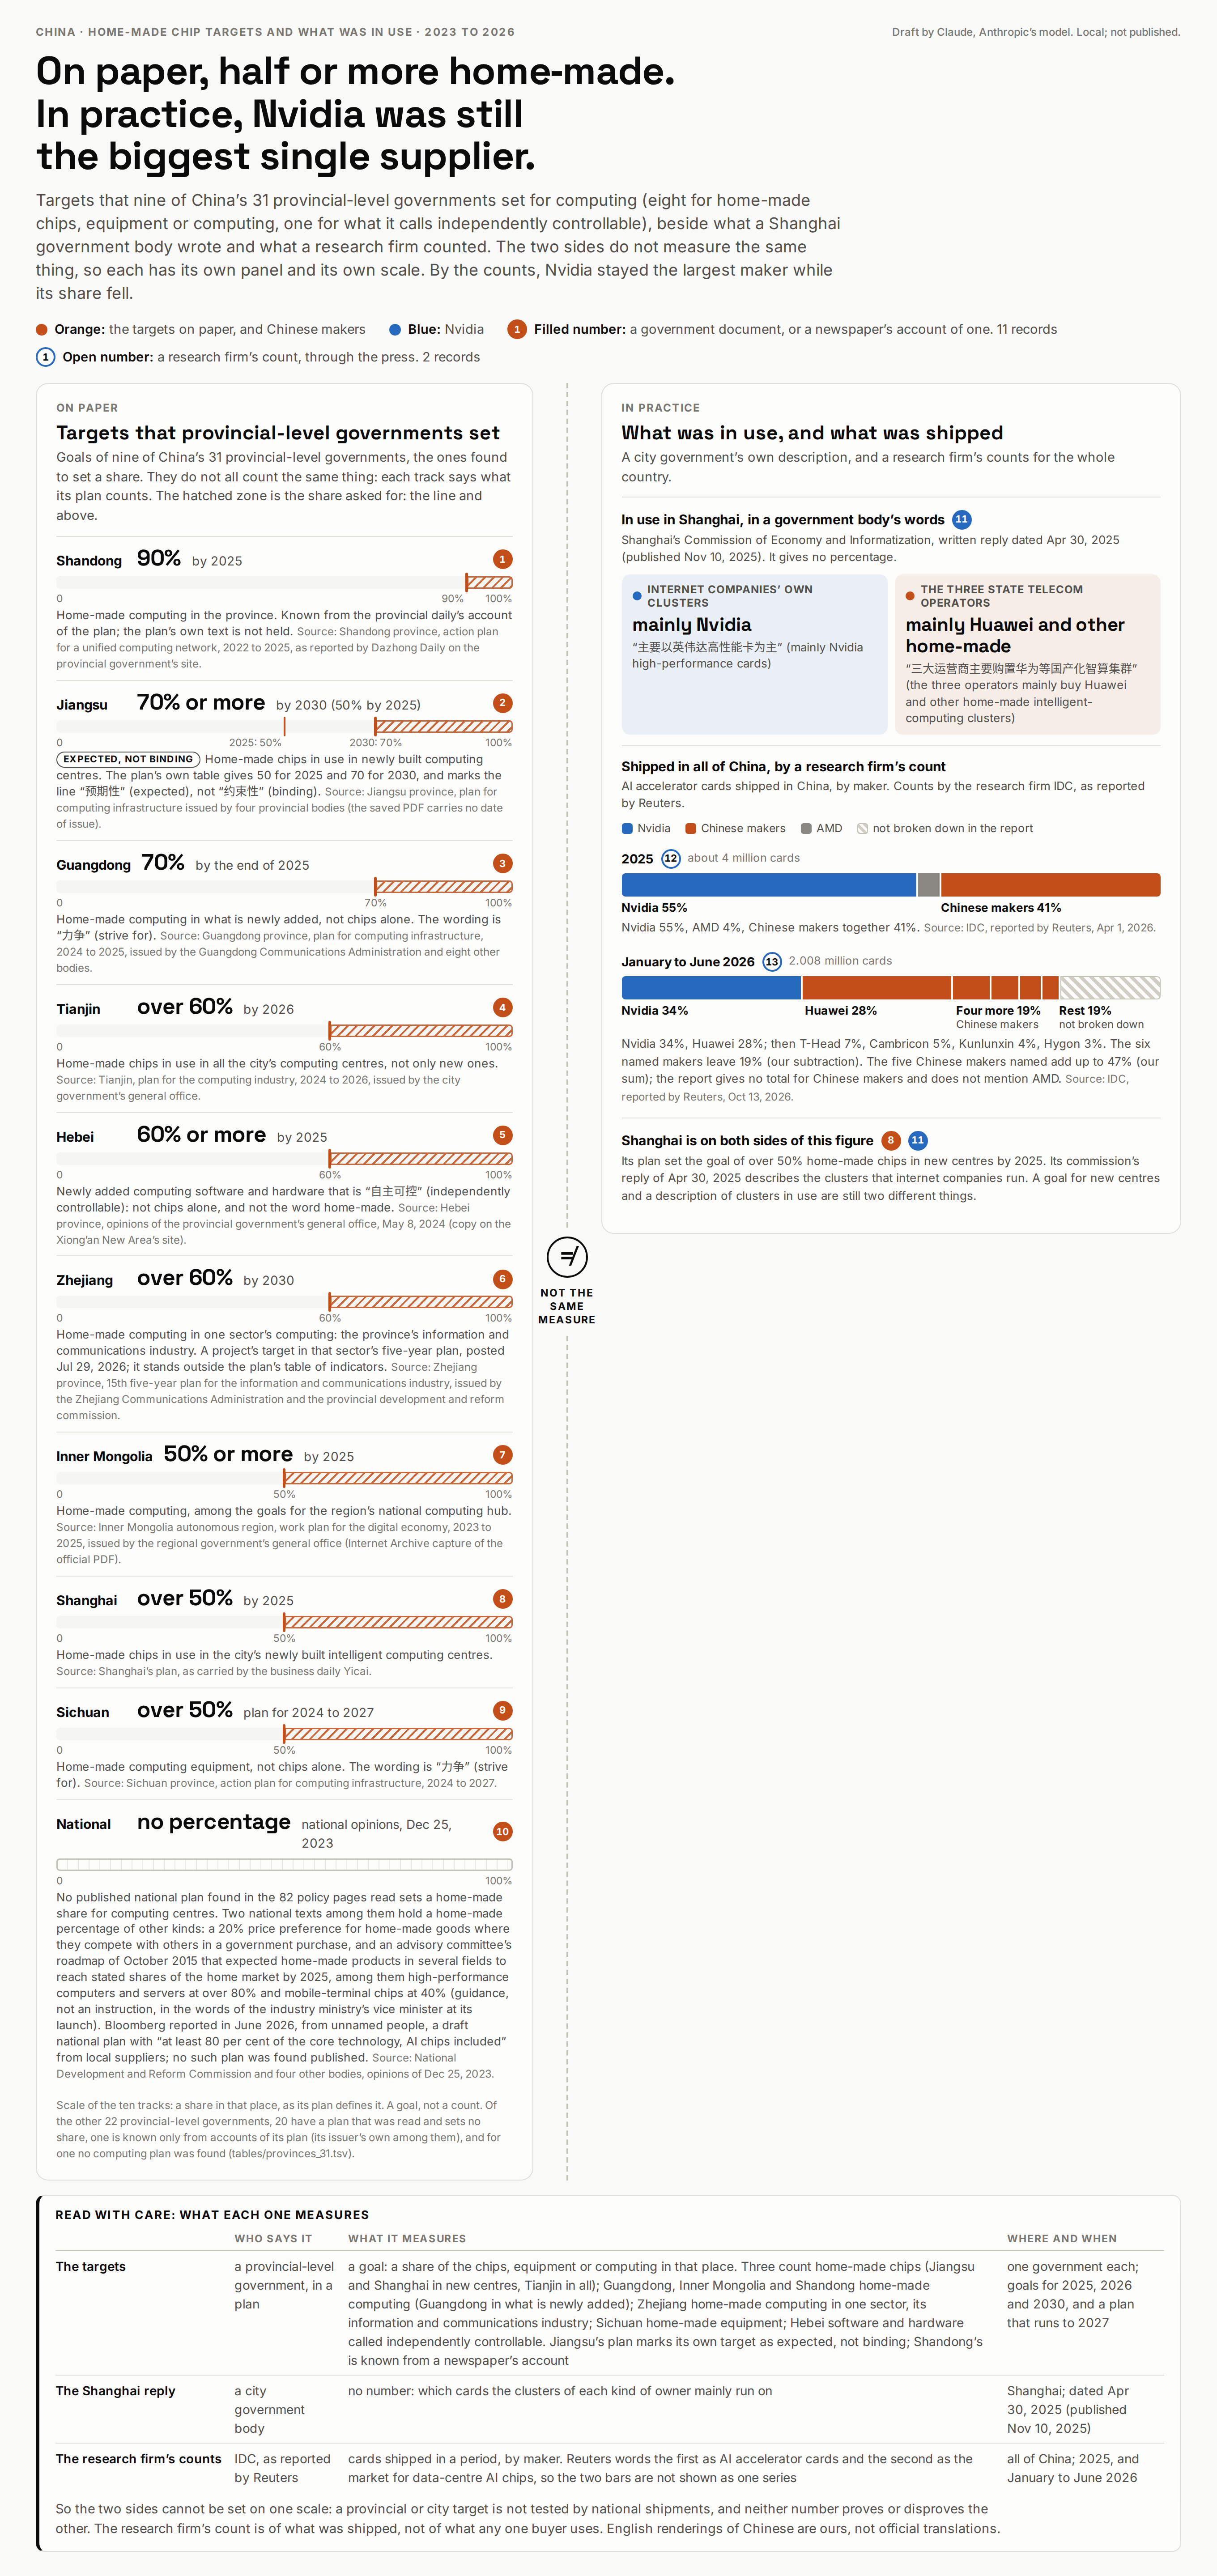 CHINA · HOME-MADE CHIP TARGETS AND WHAT WAS IN USE · 2023 TO 2026
Draft by Claude, Anthropic’s model. Local; not published.
On paper, half or more home-made.
In practice, Nvidia was still
the biggest single supplier.
Targets that nine of China’s 31 provincial-level governments set for computing (eight for home-made
chips, equipment or computing, one for what it calls independently controllable), beside what a Shanghai
government body wrote and what a research firm counted. The two sides do not measure the same
thing, so each has its own panel and its own scale. By the counts, Nvidia stayed the largest maker while
its share fell.
Orange: the targets on paper, and Chinese makers
Blue: Nvidia
1 Filled number: a government document, or a newspaper’s account of one. 11 records
1 Open number: a research firm’s count, through the press. 2 records
ON PAPER
Targets that provincial-level governments set
Goals of nine of China’s 31 provincial-level governments, the ones found
to set a share. They do not all count the same thing: each track says what
its plan counts. The hatched zone is the share asked for: the line and
above.
Shandong 90% by 2025 1
0 90% 100%
Home-made computing in the province. Known from the provincial daily’s account
of the plan; the plan’s own text is not held. Source: Shandong province, action plan
for a unified computing network, 2022 to 2025, as reported by Dazhong Daily on the
provincial government’s site.
Jiangsu 70% or more by 2030 (50% by 2025) 2
0 2025: 50% 2030: 70% 100%
EXPECTED, NOT BINDING Home-made chips in use in newly built computing
centres. The plan’s own table gives 50 for 2025 and 70 for 2030, and marks the
line “预期性” (expected), not “约束性” (binding). Source: Jiangsu province, plan for
computing infrastructure issued by four provincial bodies (the saved PDF carries no date
of issue).
Guangdong 70% by the end of 2025 3
0 70% 100%
Home-made computing in what is newly added, not chips alone. The wording is
“力争” (strive for). Source: Guangdong province, plan for computing infrastructure,
2024 to 2025, issued by the Guangdong Communications Administration and eight other
bodies.
Tianjin over 60% by 2026 4
0 60% 100%
Home-made chips in use in all the city’s computing centres, not only new ones.
Source: Tianjin, plan for the computing industry, 2024 to 2026, issued by the city
government’s general office.
Hebei 60% or more by 2025 5
0 60% 100%
Newly added computing software and hardware that is “自主可控” (independently
controllable): not chips alone, and not the word home-made. Source: Hebei
province, opinions of the provincial government’s general office, May 8, 2024 (copy on the
Xiong’an New Area’s site).
Zhejiang over 60% by 2030 6
0 60% 100%
Home-made computing in one sector’s computing: the province’s information and
communications industry. A project’s target in that sector’s five-year plan, posted
Jul 29, 2026; it stands outside the plan’s table of indicators. Source: Zhejiang
province, 15th five-year plan for the information and communications industry, issued by
the Zhejiang Communications Administration and the provincial development and reform
commission.
Inner Mongolia 50% or more by 2025 7
0 50% 100%
Home-made computing, among the goals for the region’s national computing hub.
Source: Inner Mongolia autonomous region, work plan for the digital economy, 2023 to
2025, issued by the regional government’s general office (Internet Archive capture of the
official PDF).
Shanghai over 50% by 2025 8
0 50% 100%
Home-made chips in use in the city’s newly built intelligent computing centres.
Source: Shanghai’s plan, as carried by the business daily Yicai.
Sichuan over 50% plan for 2024 to 2027 9
0 50% 100%
Home-made computing equipment, not chips alone. The wording is “力争” (strive
for). Source: Sichuan province, action plan for computing infrastructure, 2024 to 2027.
National no percentage national opinions, Dec 25, 2023 10
0 100%
No published national plan found in the 82 policy pages read sets a home-made
share for computing centres. Two national texts among them hold a home-made
percentage of other kinds: a 20% price preference for home-made goods where
they compete with others in a government purchase, and an advisory committee’s
roadmap of October 2015 that expected home-made products in several fields to
reach stated shares of the home market by 2025, among them high-performance
computers and servers at over 80% and mobile-terminal chips at 40% (guidance,
not an instruction, in the words of the industry ministry’s vice minister at its
launch). Bloomberg reported in June 2026, from unnamed people, a draft
national plan with “at least 80 per cent of the core technology, AI chips included”
from local suppliers; no such plan was found published. Source: National
Development and Reform Commission and four other bodies, opinions of Dec 25, 2023.
Scale of the ten tracks: a share in that place, as its plan defines it. A goal, not a count. Of
the other 22 provincial-level governments, 20 have a plan that was read and sets no
share, one is known only from accounts of its plan (its issuer’s own among them), and for
one no computing plan was found (tables/provinces_31.tsv).
≠
NOT THE
SAME
MEASURE
IN PRACTICE
What was in use, and what was shipped
A city government’s own description, and a research firm’s counts for the whole
country.
In use in Shanghai, in a government body’s words 11
Shanghai’s Commission of Economy and Informatization, written reply dated Apr 30, 2025
(published Nov 10, 2025). It gives no percentage.
INTERNET COMPANIES’ OWN
CLUSTERS
mainly Nvidia
“主要以英伟达高性能卡为主” (mainly Nvidia
high-performance cards)
THE THREE STATE TELECOM
OPERATORS
mainly Huawei and other
home-made
“三大运营商主要购置华为等国产化智算集群”
(the three operators mainly buy Huawei
and other home-made intelligent-
computing clusters)
Shipped in all of China, by a research firm’s count
AI accelerator cards shipped in China, by maker. Counts by the research firm IDC, as reported
by Reuters.
Nvidia Chinese makers AMD not broken down in the report
2025 12 about 4 million cards
Nvidia 55% Chinese makers 41%
Nvidia 55%, AMD 4%, Chinese makers together 41%. Source: IDC, reported by Reuters, Apr 1, 2026.
January to June 2026 13 2.008 million cards
Nvidia 34% Huawei 28% Four more 19% Rest 19%
Chinese makers not broken down
Nvidia 34%, Huawei 28%; then T-Head 7%, Cambricon 5%, Kunlunxin 4%, Hygon 3%. The six
named makers leave 19% (our subtraction). The five Chinese makers named add up to 47% (our
sum); the report gives no total for Chinese makers and does not mention AMD. Source: IDC,
reported by Reuters, Oct 13, 2026.
Shanghai is on both sides of this figure 8 11
Its plan set the goal of over 50% home-made chips in new centres by 2025. Its commission’s
reply of Apr 30, 2025 describes the clusters that internet companies run. A goal for new centres
and a description of clusters in use are still two different things.
READ WITH CARE: WHAT EACH ONE MEASURES
WHO SAYS IT WHAT IT MEASURES WHERE AND WHEN
The targets
a provincial-level
government, in a
plan
a goal: a share of the chips, equipment or computing in that place. Three count home-made chips (Jiangsu
and Shanghai in new centres, Tianjin in all); Guangdong, Inner Mongolia and Shandong home-made
computing (Guangdong in what is newly added); Zhejiang home-made computing in one sector, its
information and communications industry; Sichuan home-made equipment; Hebei software and hardware
called independently controllable. Jiangsu’s plan marks its own target as expected, not binding; Shandong’s
is known from a newspaper’s account
one government each;
goals for 2025, 2026
and 2030, and a plan
that runs to 2027
The Shanghai reply
a city
government
body
no number: which cards the clusters of each kind of owner mainly run on
Shanghai; dated Apr
30, 2025 (published
Nov 10, 2025)
The research firm’s counts
IDC, as reported
by Reuters
cards shipped in a period, by maker. Reuters words the first as AI accelerator cards and the second as the
market for data-centre AI chips, so the two bars are not shown as one series
all of China; 2025, and
January to June 2026
So the two sides cannot be set on one scale: a provincial or city target is not tested by national shipments, and neither number proves or disproves the
other. The research firm’s count is of what was shipped, not of what any one buyer uses. English renderings of Chinese are ours, not official translations.